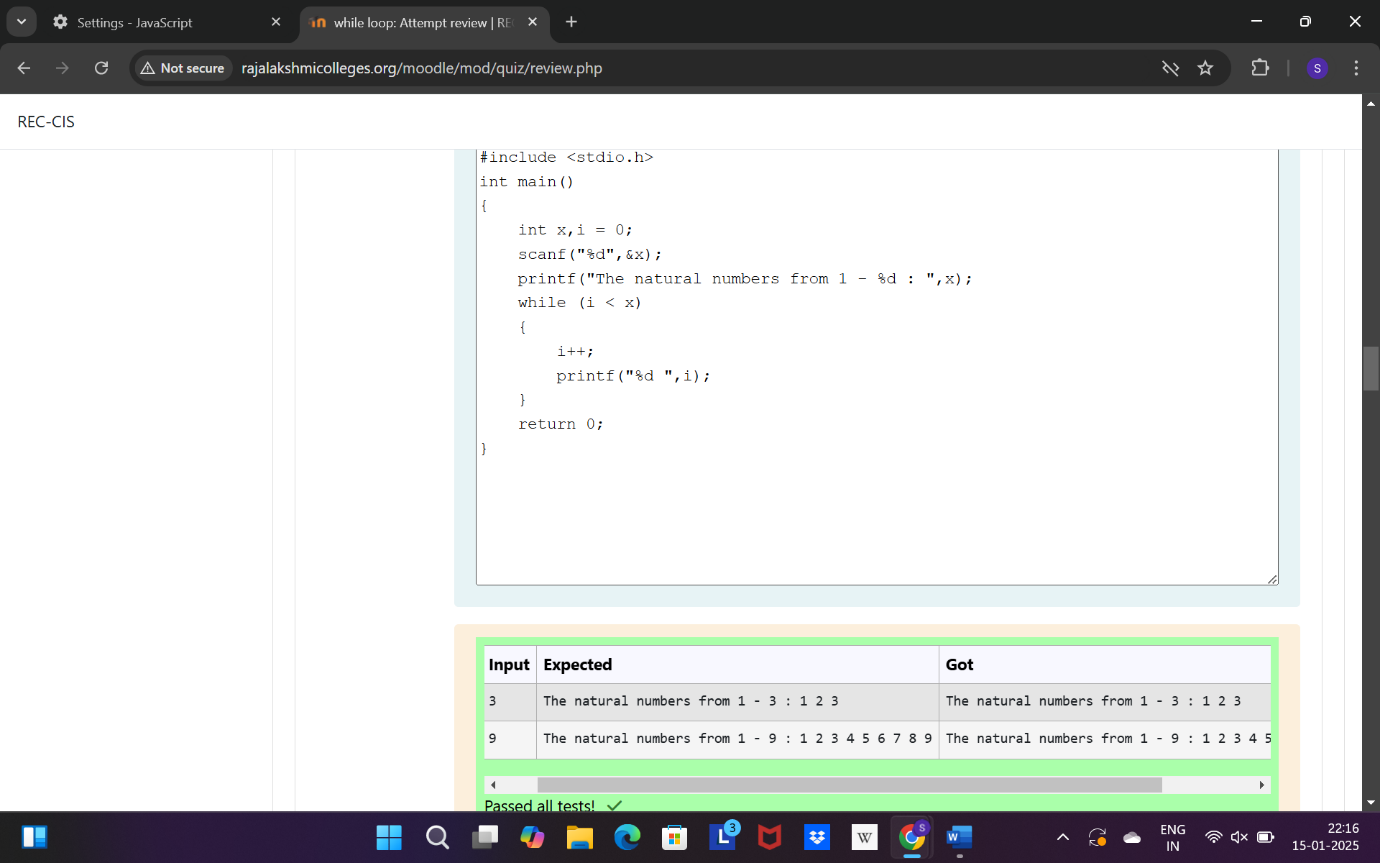 Settings - JavaScript
while loop: Attempt review | REC
Not secure
rajalakshmicolleges.org/moodle/mod/quiz/review.php
S
REC-CIS
#include <stdio.h>
int main()
{
int x,i = 0;
scanf("%d",&x);
printf("The natural numbers from 1 - %d : ",x);
while (i < x)
{
i++;
printf("%d ",i);
}
return 0;
}
Input Expected Got
3 The natural numbers from 1 - 3 : 1 2 3 The natural numbers from 1 - 3 : 1 2 3
9 The natural numbers from 1 - 9 : 1 2 3 4 5 6 7 8 9 The natural numbers from 1 - 9 : 1 2 3 4 5
Passed all tests!
L 3
W
S
W
ENG
IN
22:16
15-01-2025